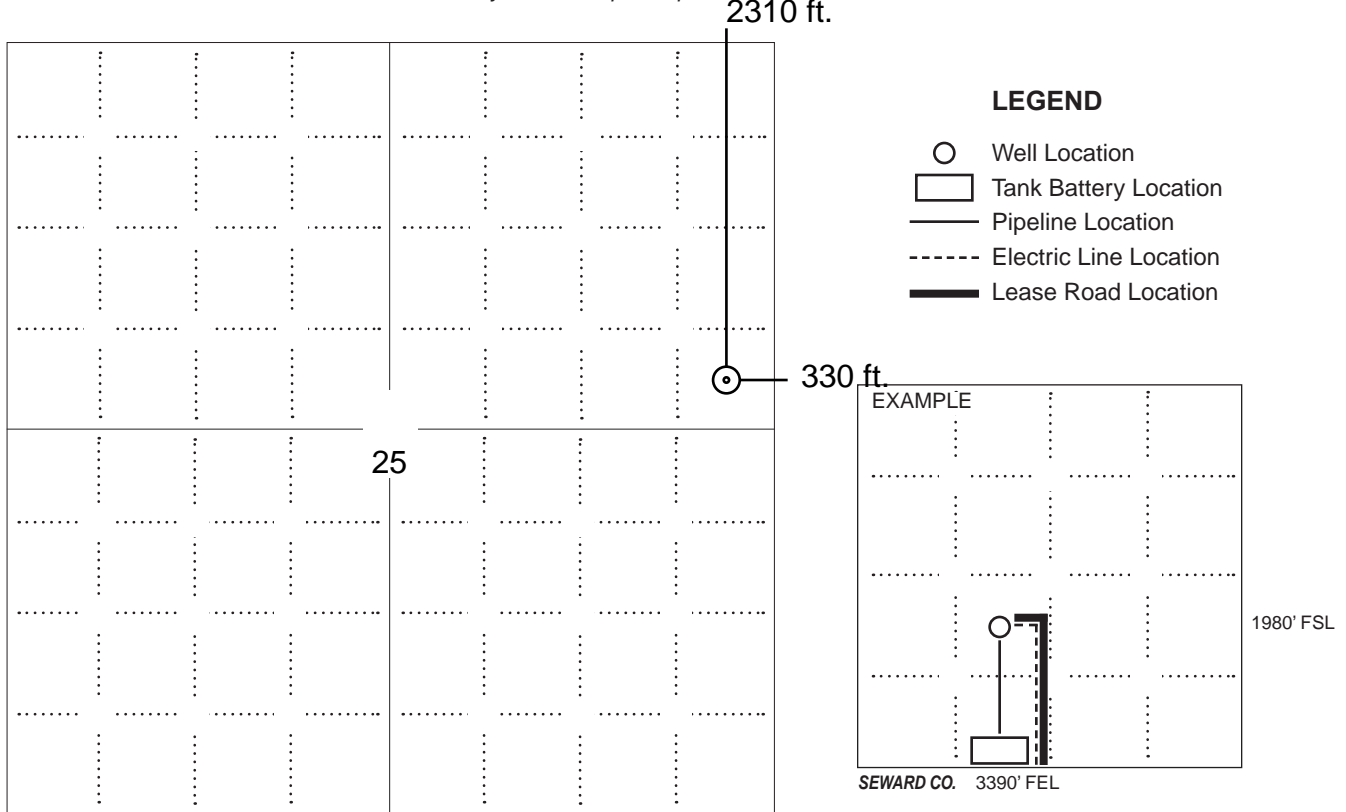 2310 ft.
LEGEND
Well Location
Tank Battery Location
Pipeline Location
Electric Line Location
Lease Road Location
330 ft.
EXAMPLE
25
1980' FSL
SEWARD CO. 3390' FEL